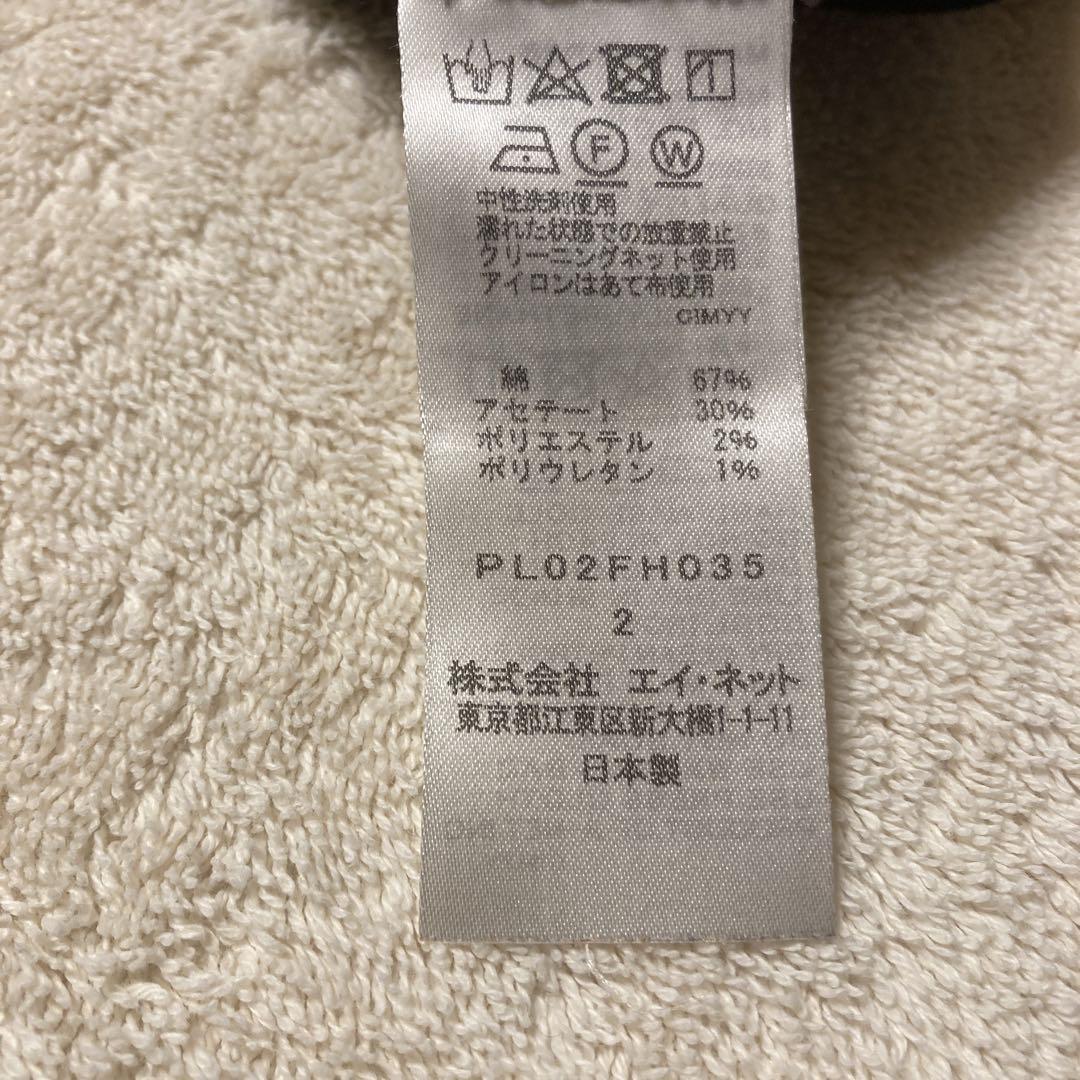 F W
中性洗剤使用
濡れた状態での放置禁止
クリーニングネット使用
アイロンはあて布使用
CIMYY
綿 67%
アセテート 30%
ポリエステル 2%
ポリウレタン 1%
PL02FH035
2
株式会社 エイ・ネット
東京都江東区新大橋1-1-11
日本製